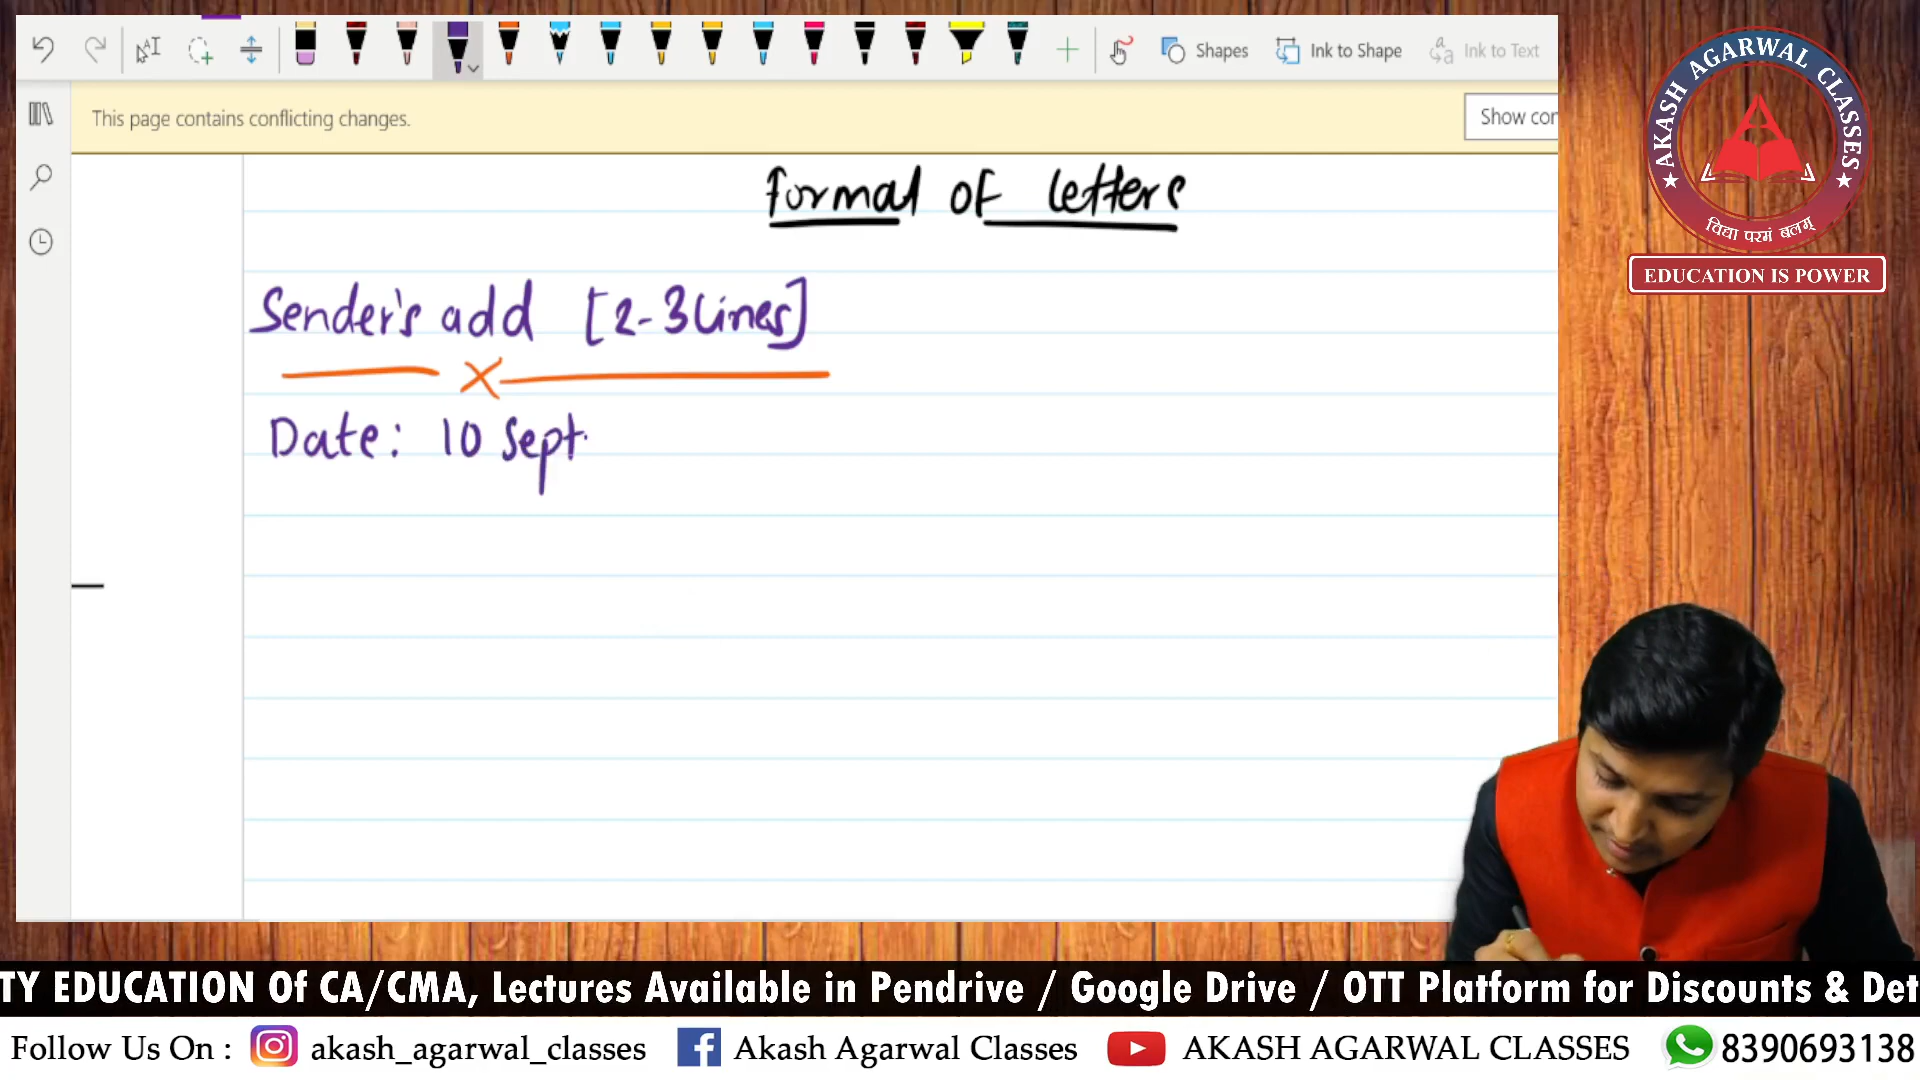 Shapes
Ink to Shape
Ink to Text
This page contains conflicting changes.
Show con
AKASH AGARWAL CLASSES
विद्या परमं बलम्
EDUCATION IS POWER
Formal of letters
Sender's add [2-3 lines]
x
Date: 10 Sept.
TY EDUCATION Of CA/CMA, Lectures Available in Pendrive / Google Drive / OTT Platform for Discounts & Det
Follow Us On : akash_agarwal_classes Akash Agarwal Classes AKASH AGARWAL CLASSES 8390693138